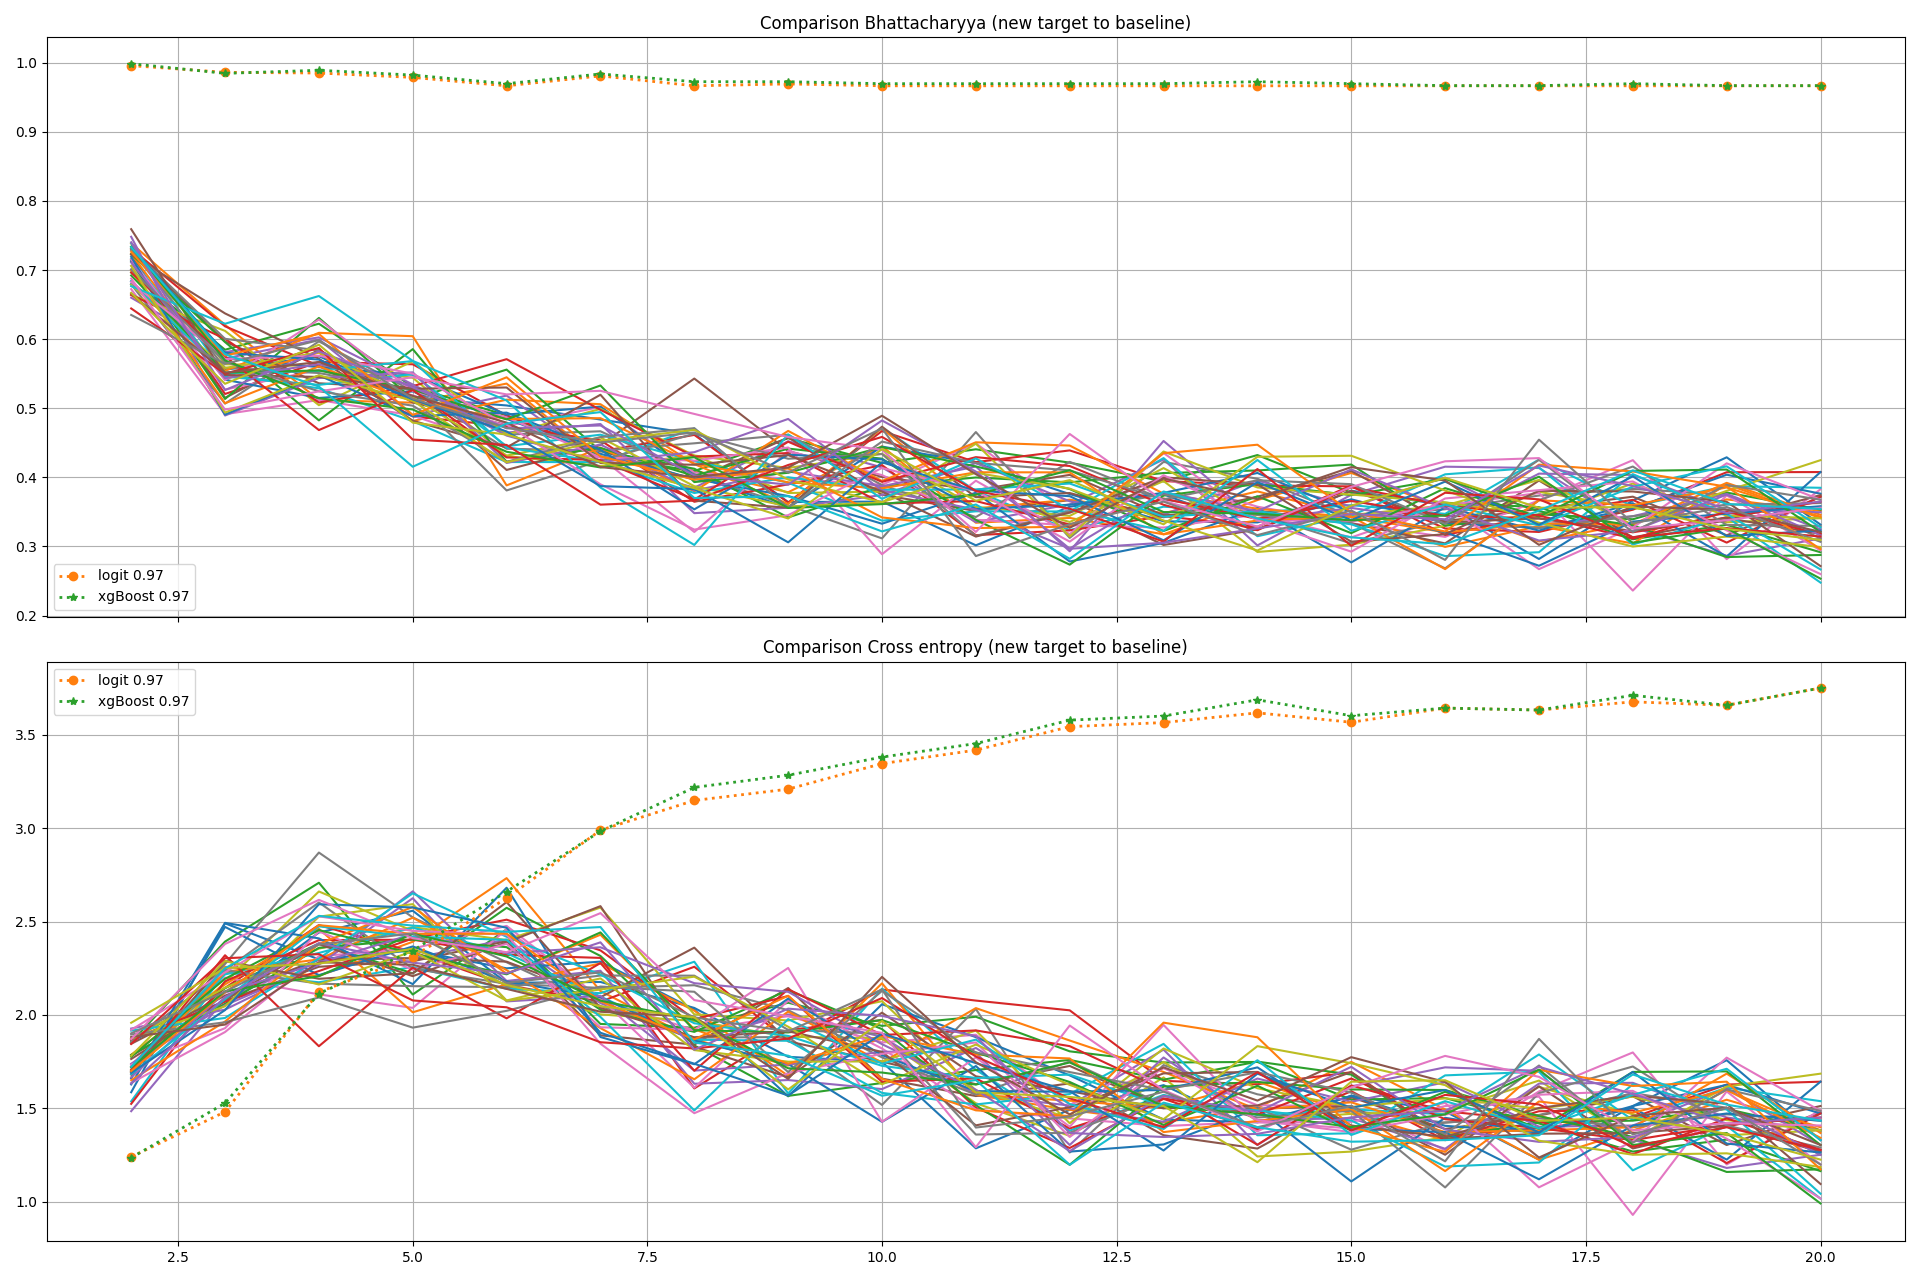 Comparison Bhattacharyya (new target to baseline)
1.0
0.9
0.8
0.7
0.6
0.5
0.4
0.3
0.2
logit 0.97
xgBoost 0.97
Comparison Cross entropy (new target to baseline)
logit 0.97
xgBoost 0.97
3.5
3.0
2.5
2.0
1.5
1.0
2.5 5.0 7.5 10.0 12.5 15.0 17.5 20.0